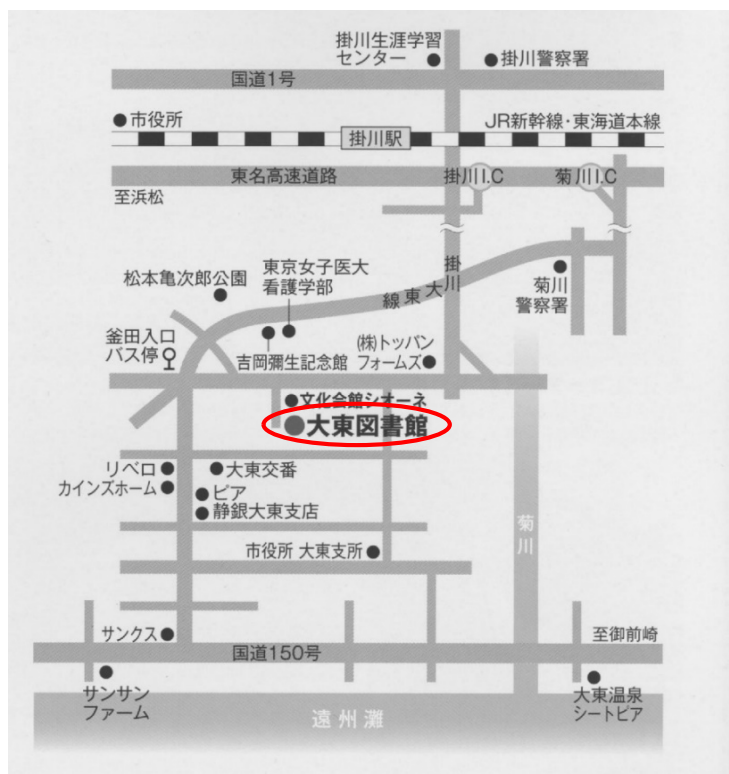 掛川生涯学習
センター
掛川警察署
国道1号
市役所
JR新幹線・東海道本線
掛川駅
東名高速道路
掛川I.C
菊川I.C
至浜松
掛川大東線
東京女子医大
看護学部
松本亀次郎公園
菊川
警察署
釜田入口
バス停
吉岡彌生記念館
(株)トッパン
フォームズ
文化会館シオーネ
大東図書館
リベロ
大東交番
カインズホーム
ピア
静銀大東支店
菊川
市役所 大東支所
サンクス
国道150号
至御前崎
サンサン
ファーム
大東温泉
シートピア
遠州灘